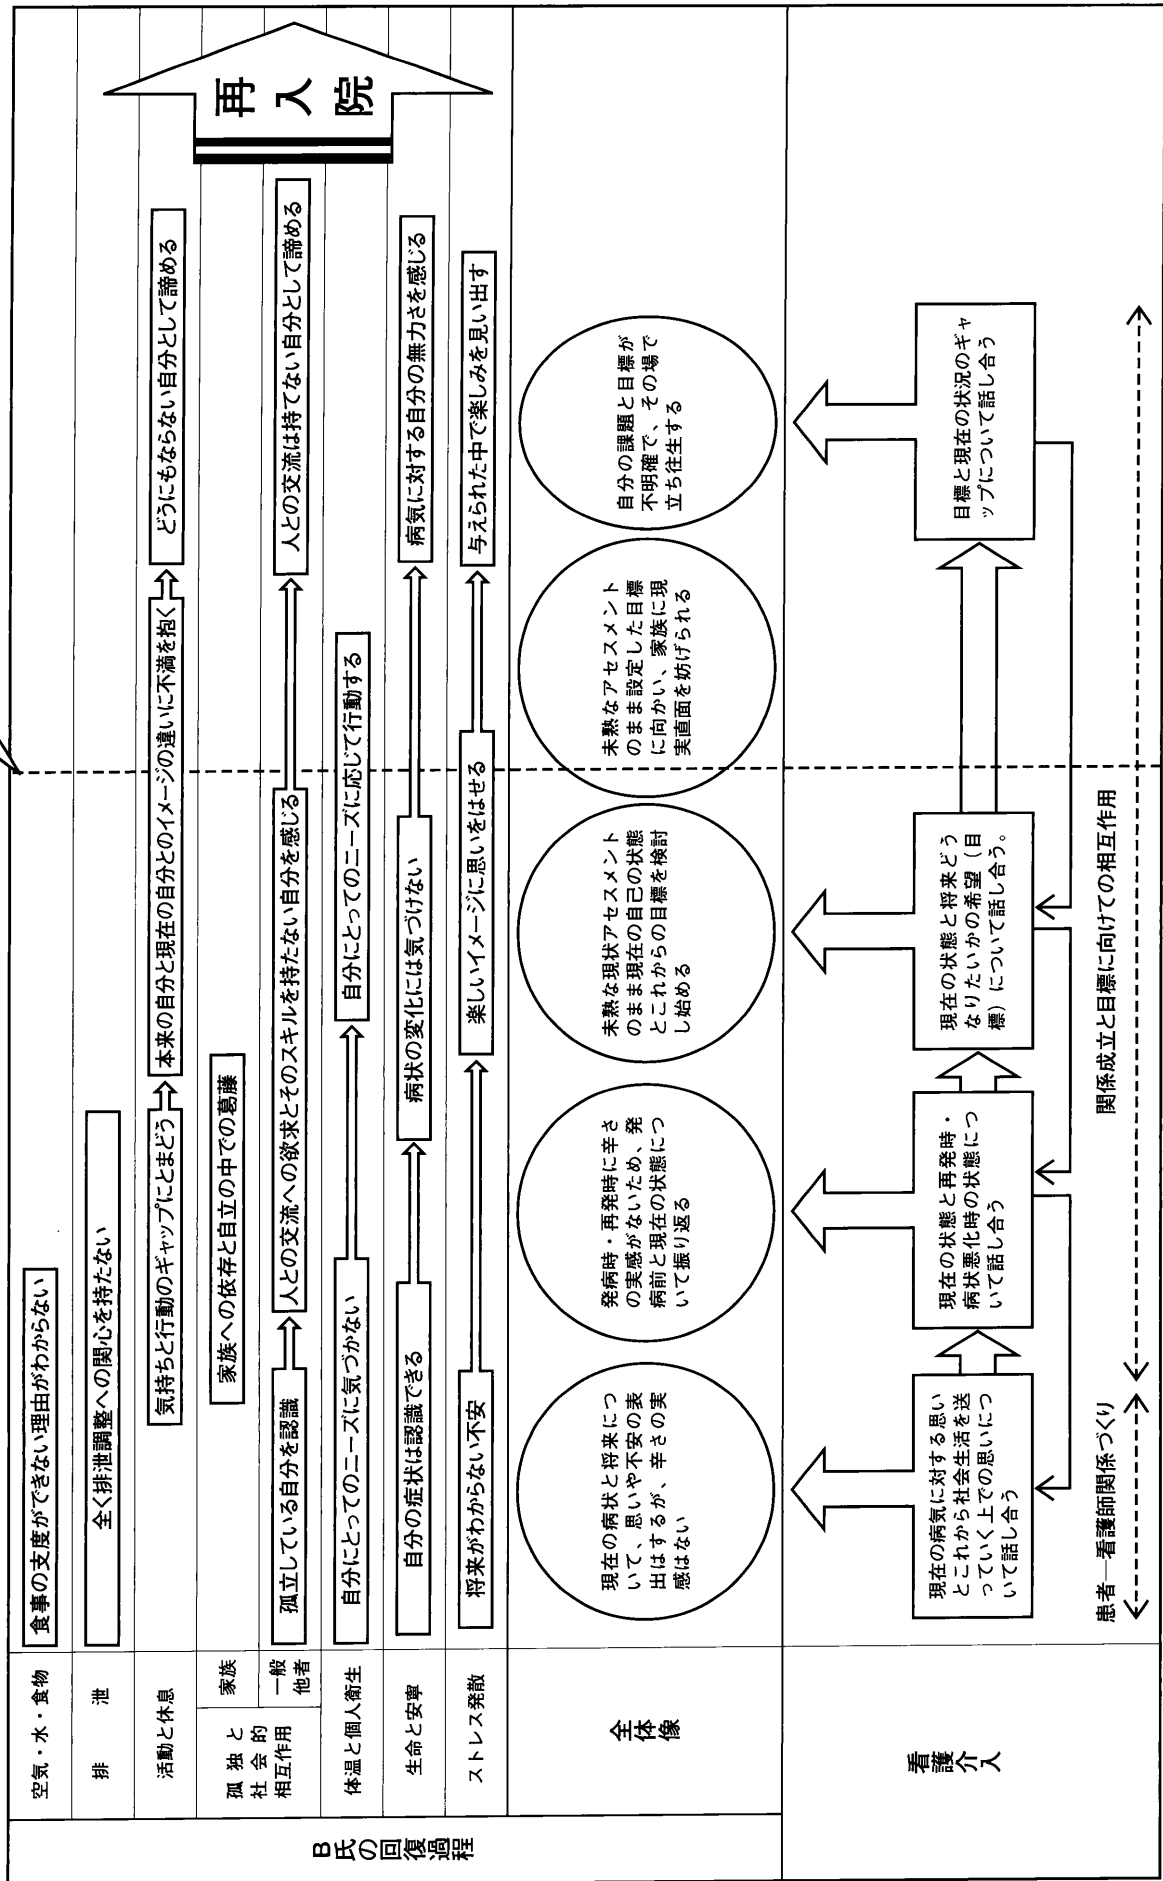 B氏の回復過程
空気・水・食物
食事の支度ができない理由がわからない
排泄
全く排泄調整への関心を持たない
活動と休息
気持ちと行動のギャップにとまどう
本来の自分と現在の自分とのイメージの違いに不満を抱く
どうにもならない自分として諦める
孤独と
社会的
相互作用
家族
家族への依存と自立の中での葛藤
一般
他者
孤立している自分を認識
人との交流への欲求とそのスキルを持たない自分を感じる
人との交流は持てない自分として諦める
体温と個人衛生
自分にとってのニーズに気づかない
自分にとってのニーズに応じて行動する
生命と安寧
自分の症状は認識できる
病状の変化には気づけない
病気に対する自分の無力さを感じる
ストレス発散
将来がわからない不安
楽しいイメージに思いをはせる
与えられた中で楽しみを見い出す
再入院
全体像
現在の病状と将来につ
いて、思いや不安の表
出はするが、辛さの実
感はない
発病時・再発時に辛さ
の実感がないため、発
病前と現在の状態につ
いて振り返る
未熟な現状アセスメント
のまま現在の自己の状態
とこれからの目標を検討
し始める
未熟なアセスメント
のまま設定した目標
に向かい、家族に現
実直面を妨げられる
自分の課題と目標が
不明確で、その場で
立ち往生する
看護介入
現在の病気に対する思い
とこれから社会生活を送
っていく上での思いにつ
いて話し合う
現在の状態と再発時・
病状悪化時の状態につ
いて話し合う
現在の状態と将来どう
なりたいかの希望（目
標）について話し合う。
目標と現在の状況のギャ
ップについて話し合う
患者―看護師関係づくり
関係成立と目標に向けての相互作用